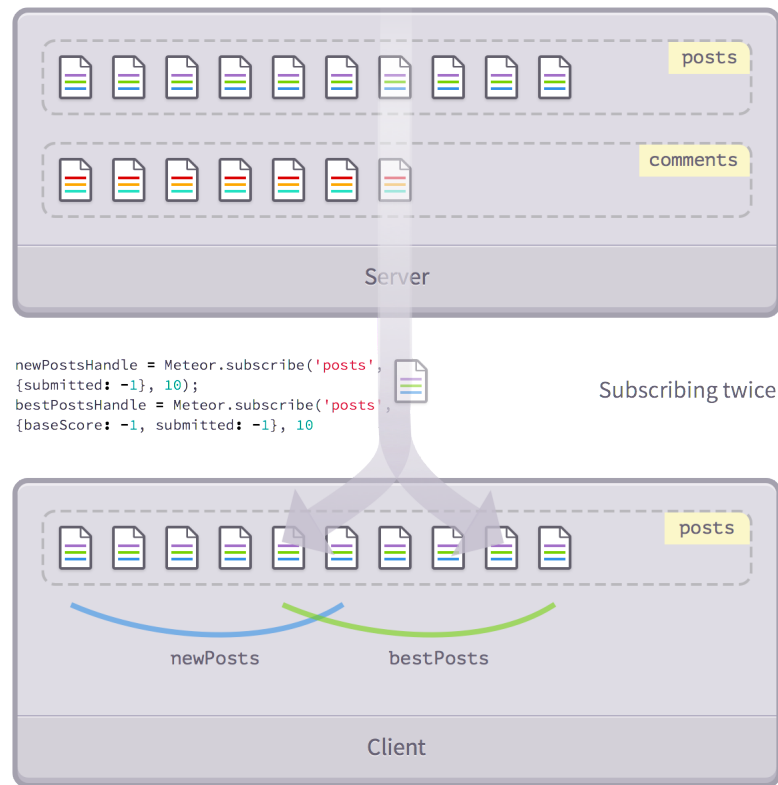 posts
comments
Server
newPostsHandle = Meteor.subscribe('posts',
{submitted: -1}, 10);
bestPostsHandle = Meteor.subscribe('posts',
{baseScore: -1, submitted: -1}, 10
Subscribing twice
posts
newPosts
bestPosts
Client